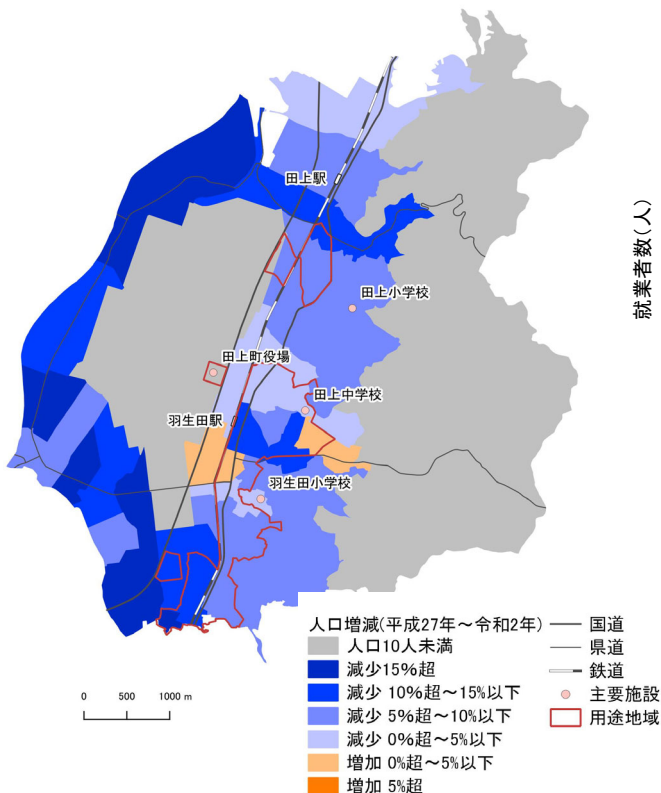 田上駅
就業者数(人)
田上小学校
田上町役場
田上中学校
羽生田駅
羽生田小学校
人口増減(平成27年～令和2年)
人口10人未満
減少15%超
減少 10%超～15%以下
減少 5%超～10%以下
減少 0%超～5%以下
増加 0%超～5%以下
増加 5%超
国道
県道
鉄道
主要施設
用途地域
0 500 1000 m